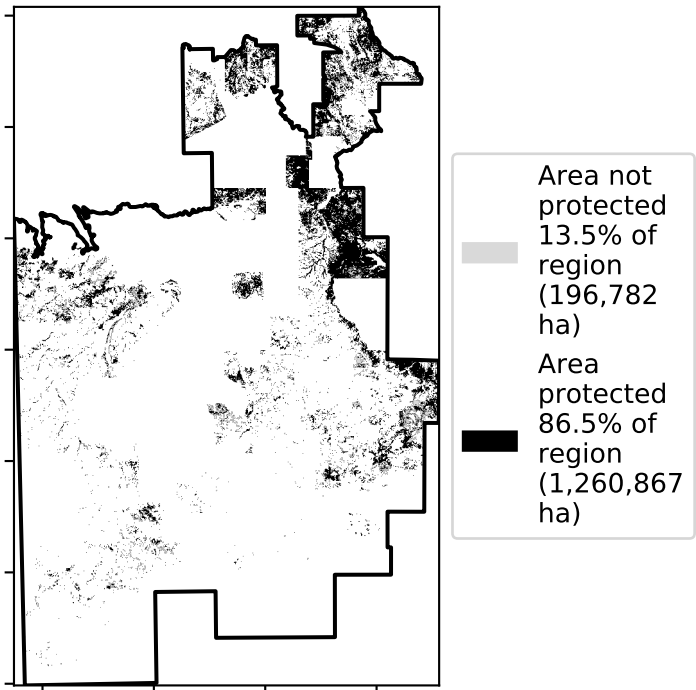 Area not
protected
13.5% of
region
(196,782
ha)
Area
protected
86.5% of
region
(1,260,867
ha)